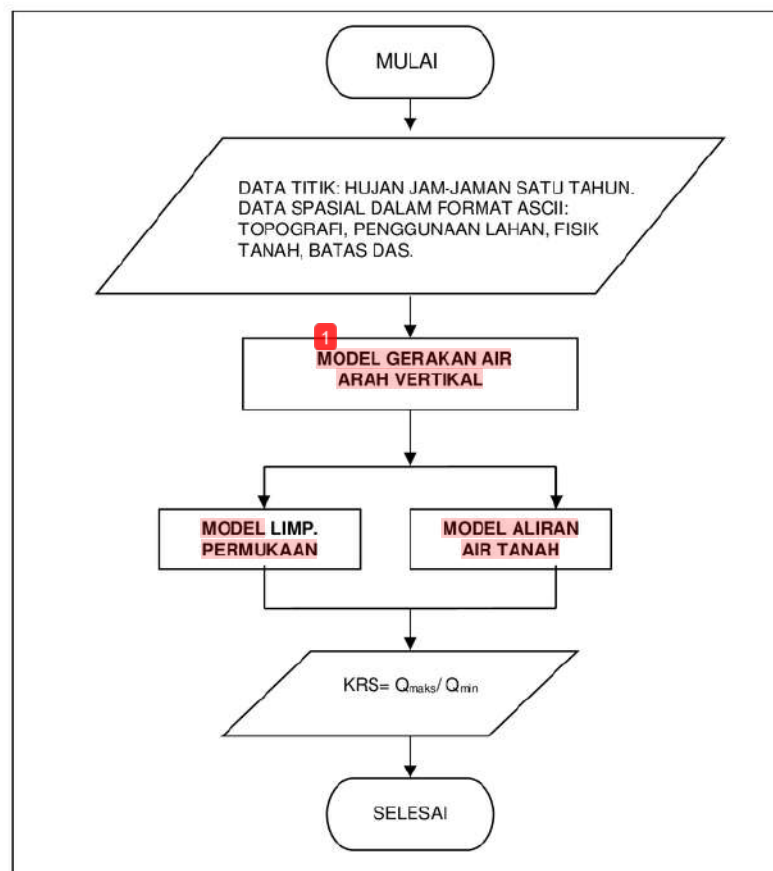 MULAI
DATA TITIK: HUJAN JAM-JAMAN SATU TAHUN.
DATA SPASIAL DALAM FORMAT ASCII:
TOPOGRAFI, PENGGUNAAN LAHAN, FISIK
TANAH, BATAS DAS.
1
MODEL GERAKAN AIR
ARAH VERTIKAL
MODEL LIMP.
PERMUKAAN
MODEL ALIRAN
AIR TANAH
KRS= Qmaks/ Qmin
SELESAI